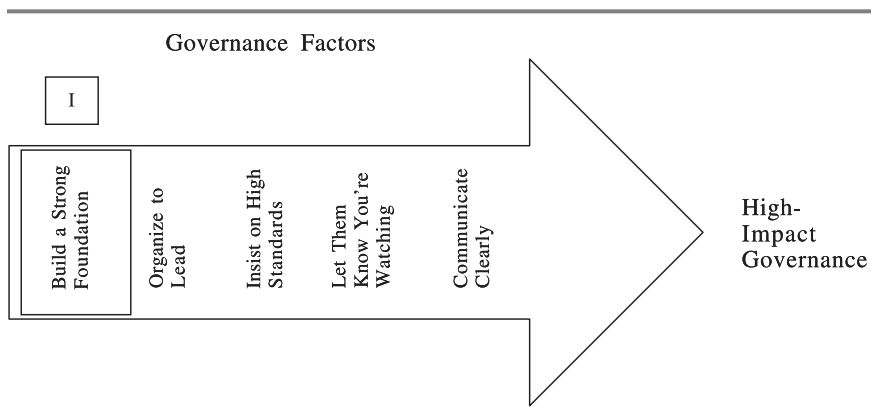 Governance Factors
I
Build a Strong
Foundation
Organize to
Lead
Insist on High
Standards
Let Them
Know You're
Watching
Communicate
Clearly
High-
Impact
Governance